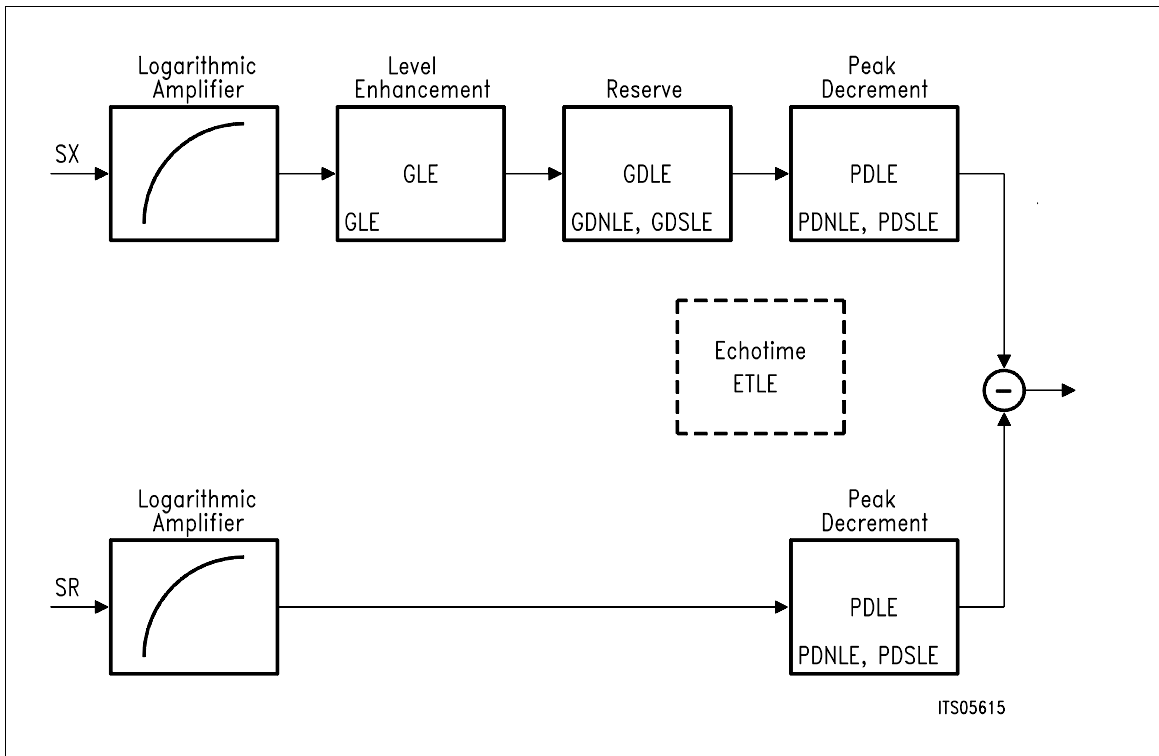 Logarithmic
Amplifier
Level
Enhancement
Reserve
Peak
Decrement
SX
GLE
GLE
GDLE
GDNLE, GDSLE
PDLE
PDNLE, PDSLE
Echotime
ETLE
−
Logarithmic
Amplifier
Peak
Decrement
SR
PDLE
PDNLE, PDSLE
ITS05615